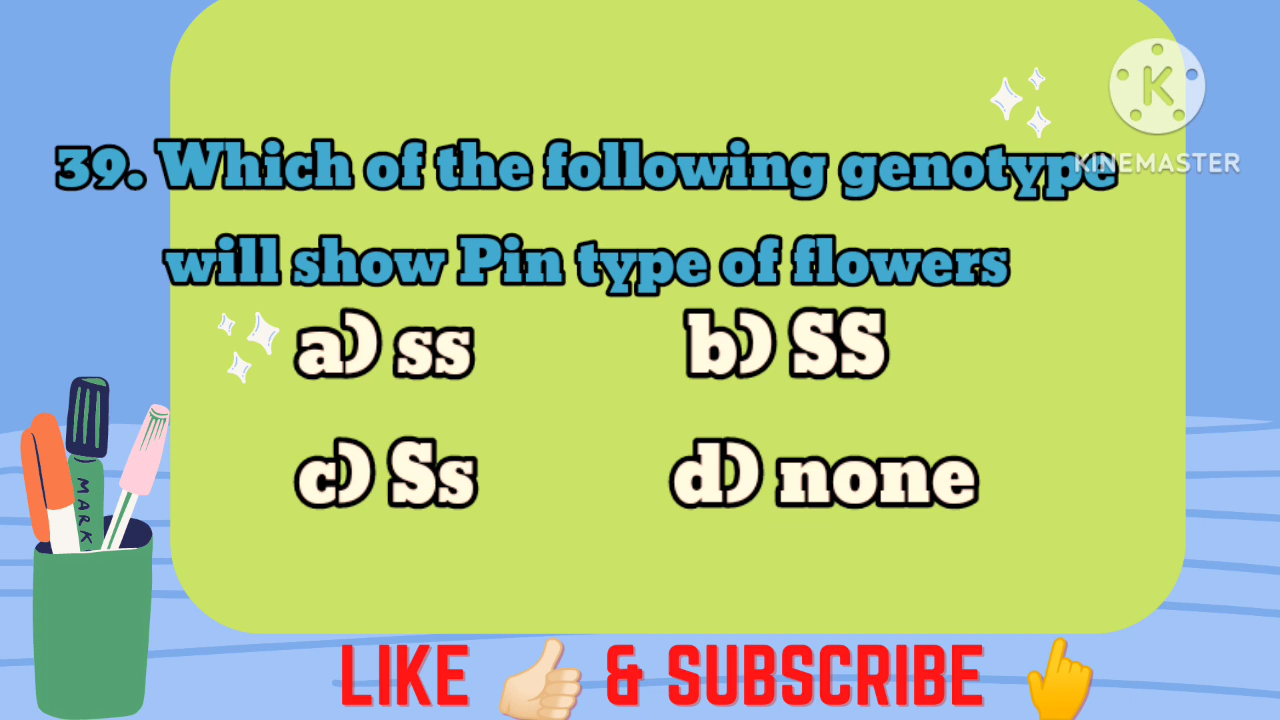 K
KINEMASTER
39. Which of the following genotype
will show Pin type of flowers
a) ss b) SS
c) Ss d) none
MARK
LIKE & SUBSCRIBE